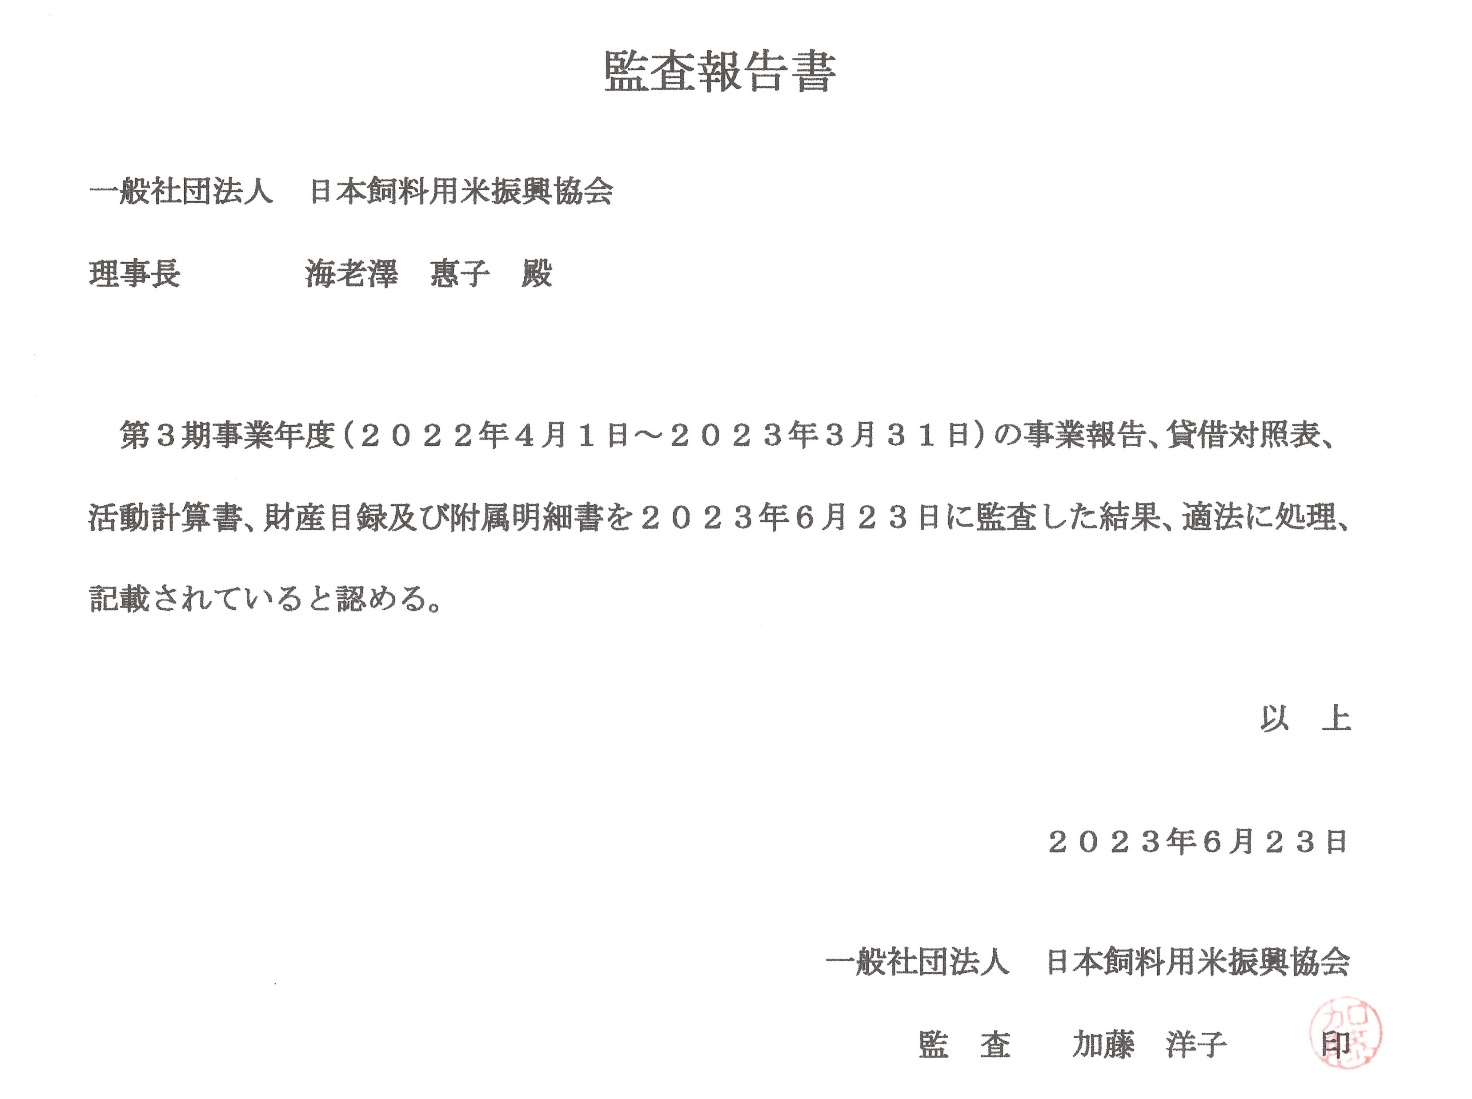 監査報告書
一般社団法人　日本飼料用米振興協会
理事長　　　　海老澤　惠子　殿
　第３期事業年度（２０２２年４月１日～２０２３年３月３１日）の事業報告、貸借対照表、
活動計算書、財産目録及び附属明細書を２０２３年６月２３日に監査した結果、適法に処理、
記載されていると認める。
以　上
２０２３年６月２３日
一般社団法人　日本飼料用米振興協会
監　査　　加藤　洋子　　　印
加藤